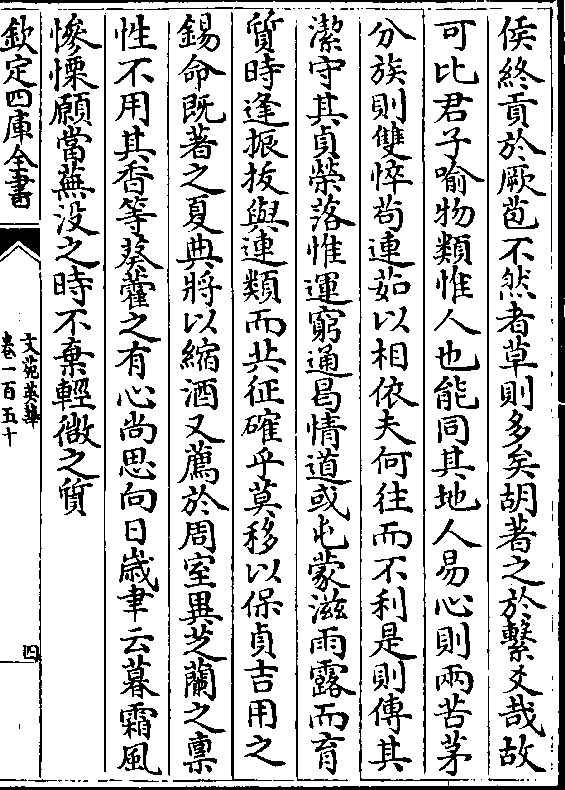 侯終貢於厥苞不然者草則多矣胡著之於繫爻哉故
可比君子喻物類惟人也能同其地人易心則兩苦茅
分族則雙悴茍連茹以相依夫何往而不利是則傳其
潔守其貞榮落惟運窮通曷情道或屯蒙滋雨露而育
質時逢振拔與連類而共征確乎莫移以保貞吉用之
錫命既著之夏典將以縮酒又薦於周室異芝蘭之禀
性不用其香等葵藿之有心尚思向日歳聿云暮霜風
慘慄願當蕪没之時不棄輕微之質
欽定四庫全書
文苑英華
卷一百五十
四